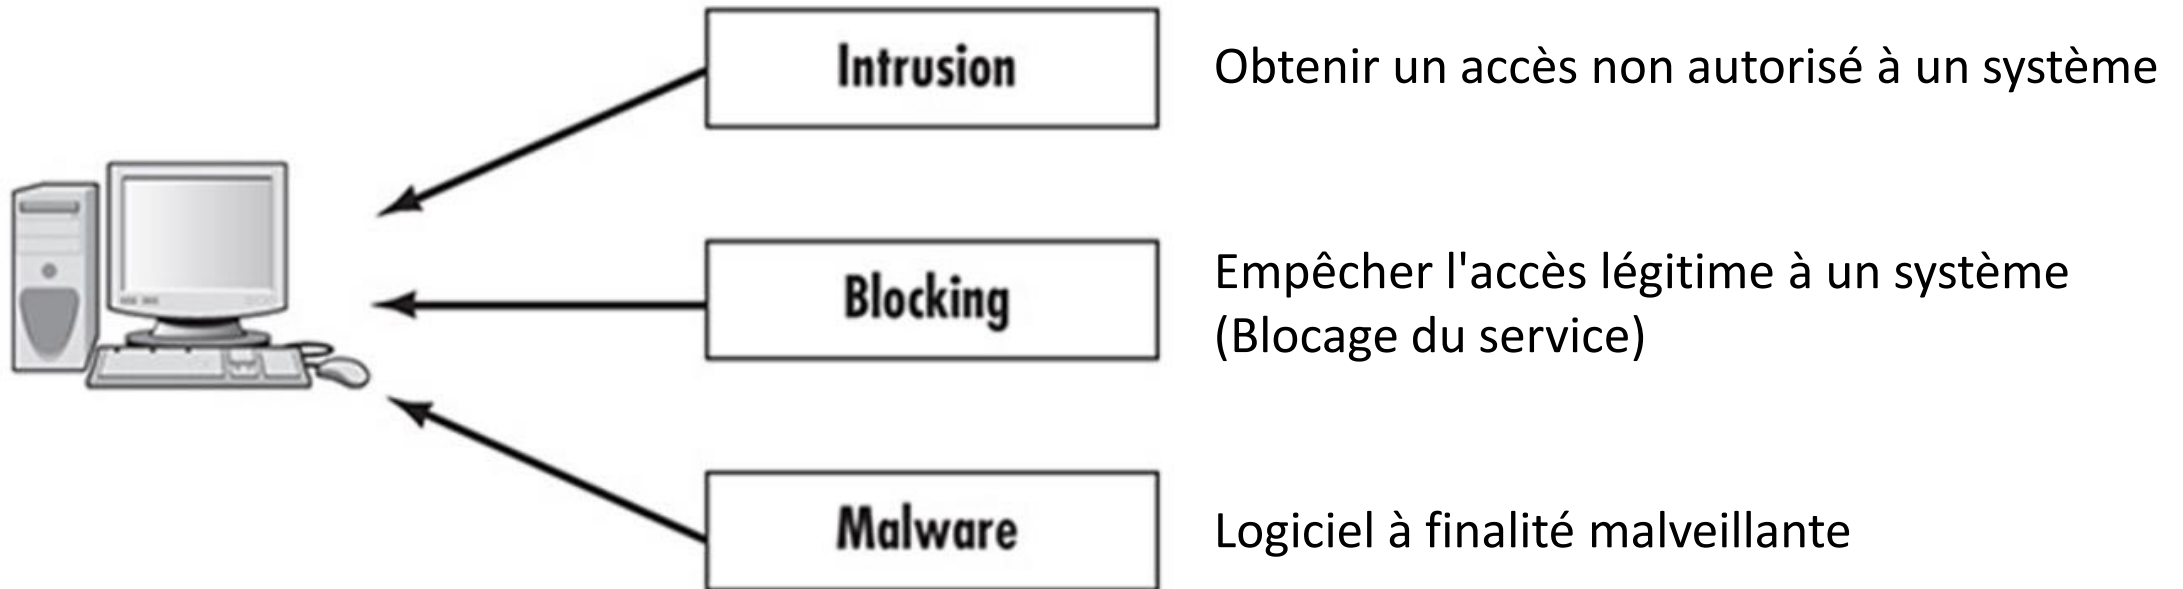 Intrusion
Obtenir un accès non autorisé à un système
Blocking
Empêcher l'accès légitime à un système
(Blocage du service)
Malware
Logiciel à finalité malveillante